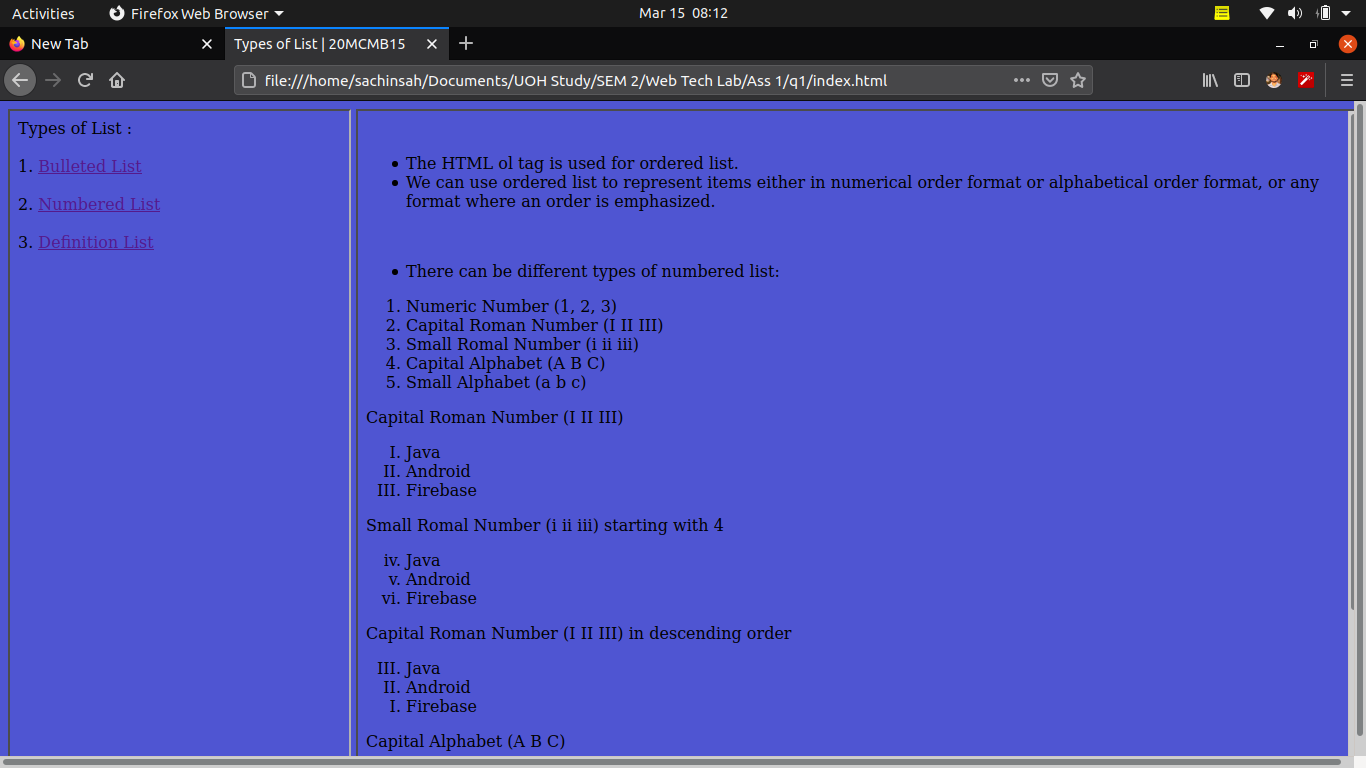 Activities Firefox Web Browser Mar 15 08:12
New Tab Types of List | 20MCMB15
file:///home/sachinsah/Documents/UOH Study/SEM 2/Web Tech Lab/Ass 1/q1/index.html
Types of List :
1. Bulleted List
2. Numbered List
3. Definition List
• The HTML ol tag is used for ordered list.
• We can use ordered list to represent items either in numerical order format or alphabetical order format, or any
format where an order is emphasized.
• There can be different types of numbered list:
1. Numeric Number (1, 2, 3)
2. Capital Roman Number (I II III)
3. Small Romal Number (i ii iii)
4. Capital Alphabet (A B C)
5. Small Alphabet (a b c)
Capital Roman Number (I II III)
I. Java
II. Android
III. Firebase
Small Romal Number (i ii iii) starting with 4
iv. Java
v. Android
vi. Firebase
Capital Roman Number (I II III) in descending order
III. Java
II. Android
I. Firebase
Capital Alphabet (A B C)